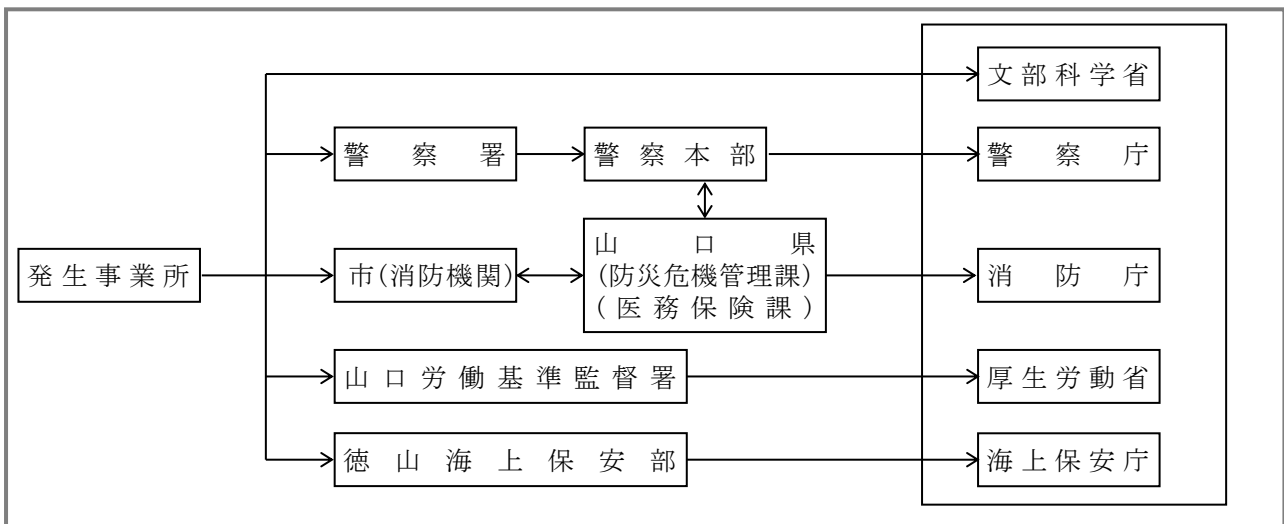 文部科学省
警察署
警察本部
警察庁
発生事業所
市(消防機関)
山口県
(防災危機管理課)
(医務保険課)
消防庁
山口労働基準監督署
厚生労働省
徳山海上保安部
海上保安庁